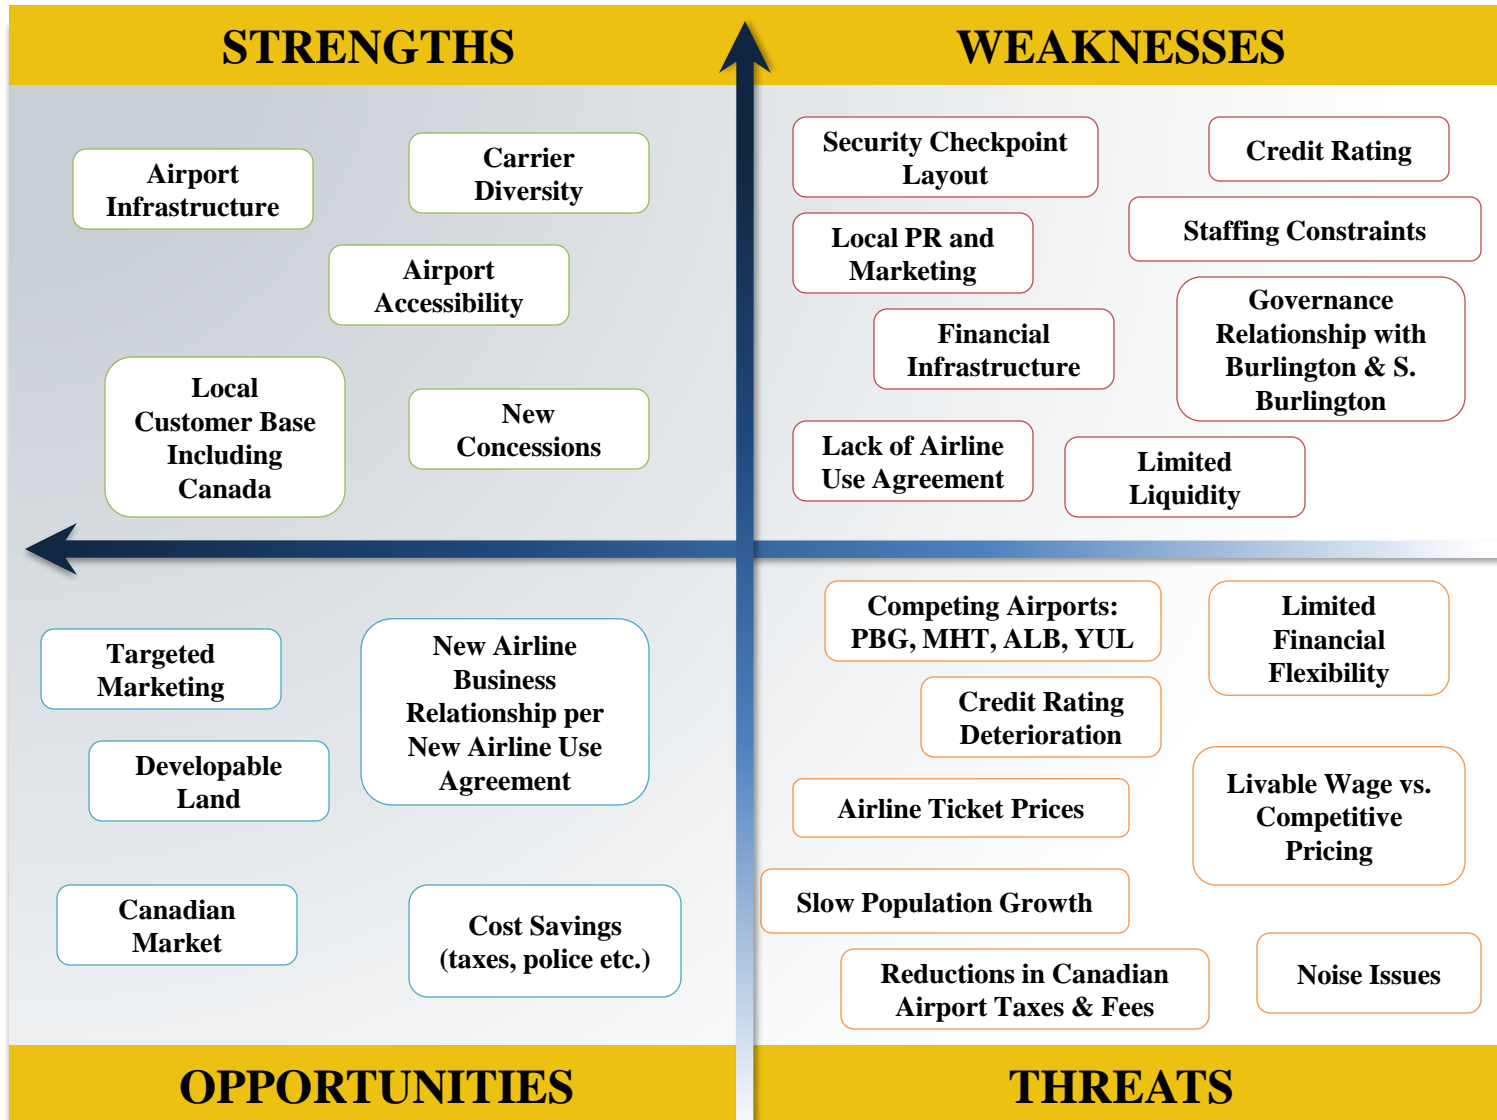 STRENGTHS
WEAKNESSES
Airport
Infrastructure
Carrier
Diversity
Airport
Accessibility
Local
Customer Base
Including
Canada
New
Concessions
Security Checkpoint
Layout
Credit Rating
Local PR and
Marketing
Staffing Constraints
Financial
Infrastructure
Governance
Relationship with
Burlington & S.
Burlington
Lack of Airline
Use Agreement
Limited
Liquidity
Targeted
Marketing
New Airline
Business
Relationship per
New Airline Use
Agreement
Developable
Land
Canadian
Market
Cost Savings
(taxes, police etc.)
Competing Airports:
PBG, MHT, ALB, YUL
Limited
Financial
Flexibility
Credit Rating
Deterioration
Airline Ticket Prices
Livable Wage vs.
Competitive
Pricing
Slow Population Growth
Reductions in Canadian
Airport Taxes & Fees
Noise Issues
OPPORTUNITIES
THREATS